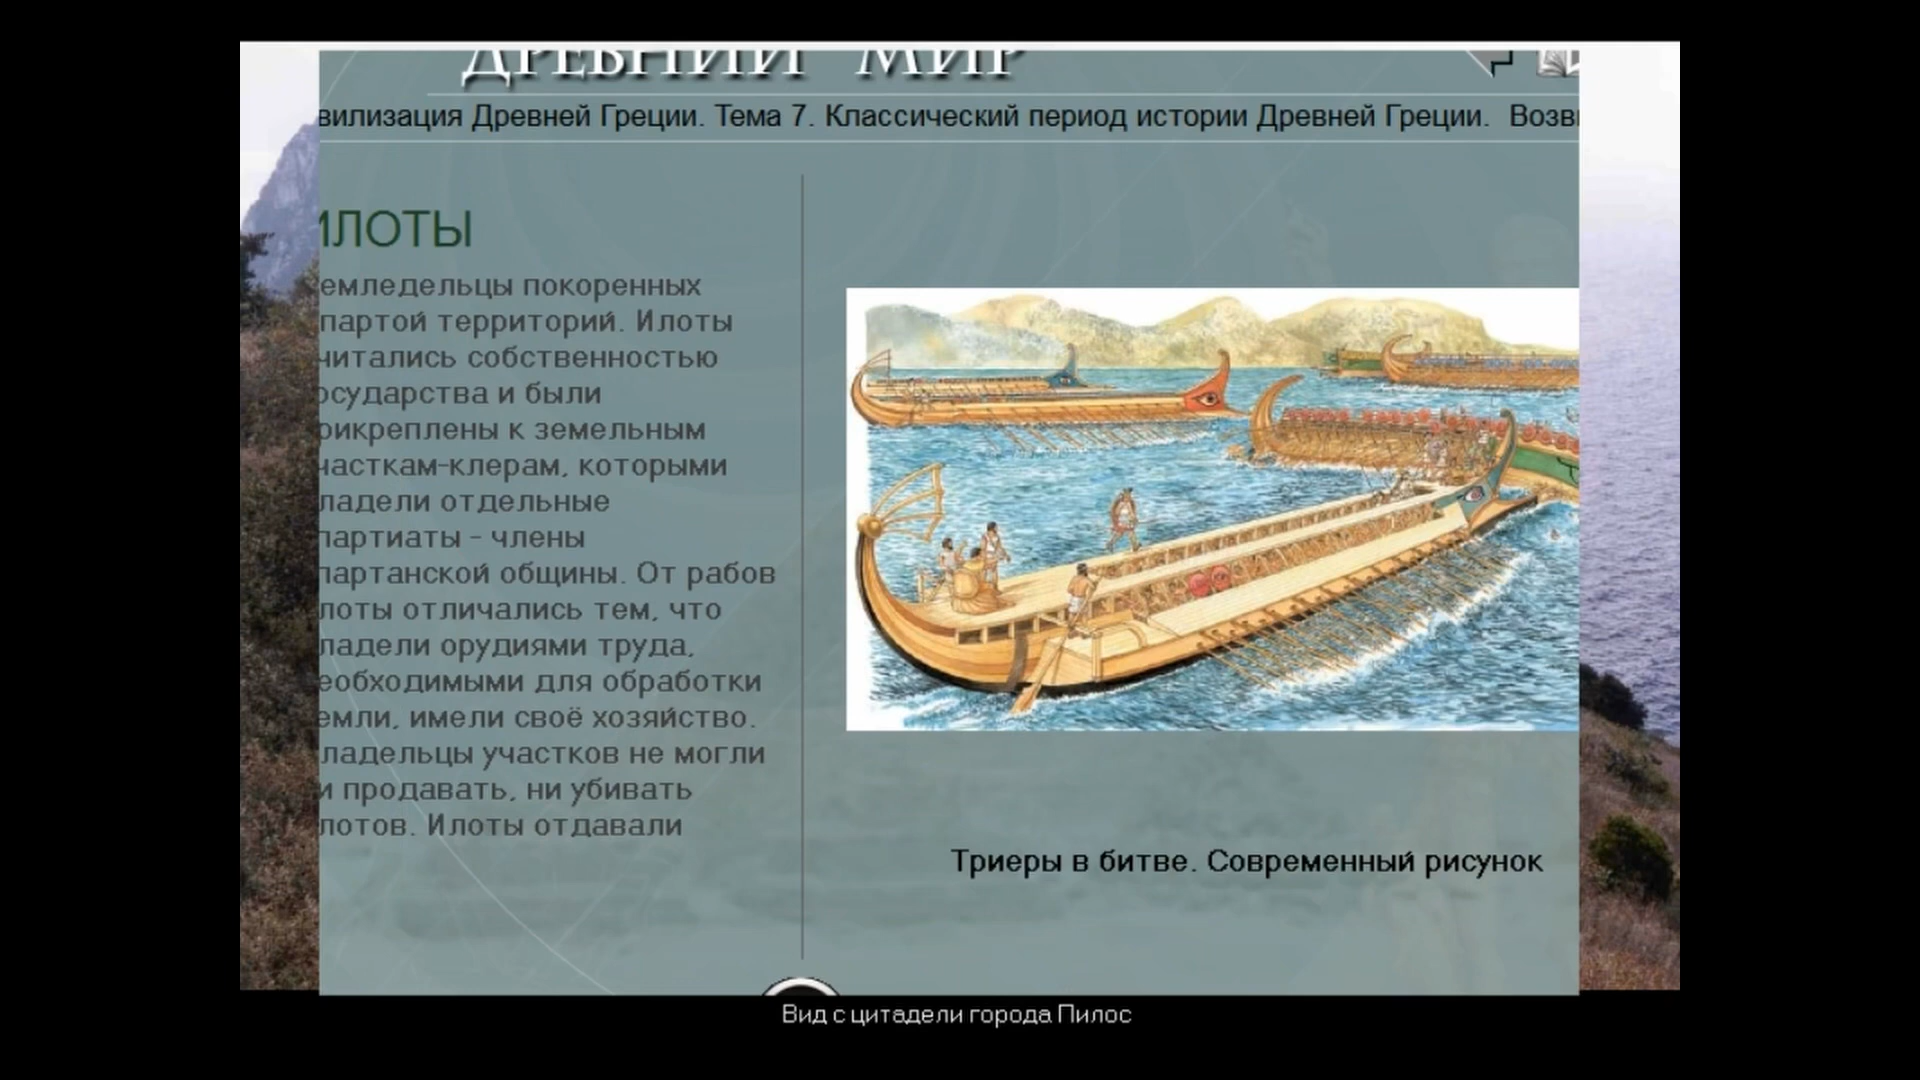 ДРЕВНИЙ МИР
вилизация Древней Греции. Тема 7. Классический период истории Древней Греции. Возв
ИЛОТЫ
емледельцы покоренных
партой территорий. Илоты
читались собственностью
осударства и были
рикреплены к земельным
часткам-клерам, которыми
ладели отдельные
партиаты - члены
партанской общины. От рабов
лоты отличались тем, что
ладели орудиями труда,
еобходимыми для обработки
емли, имели своё хозяйство.
ладельцы участков не могли
и продавать, ни убивать
лотов. Илоты отдавали
Триеры в битве. Современный рисунок
Вид с цитадели города Пилос